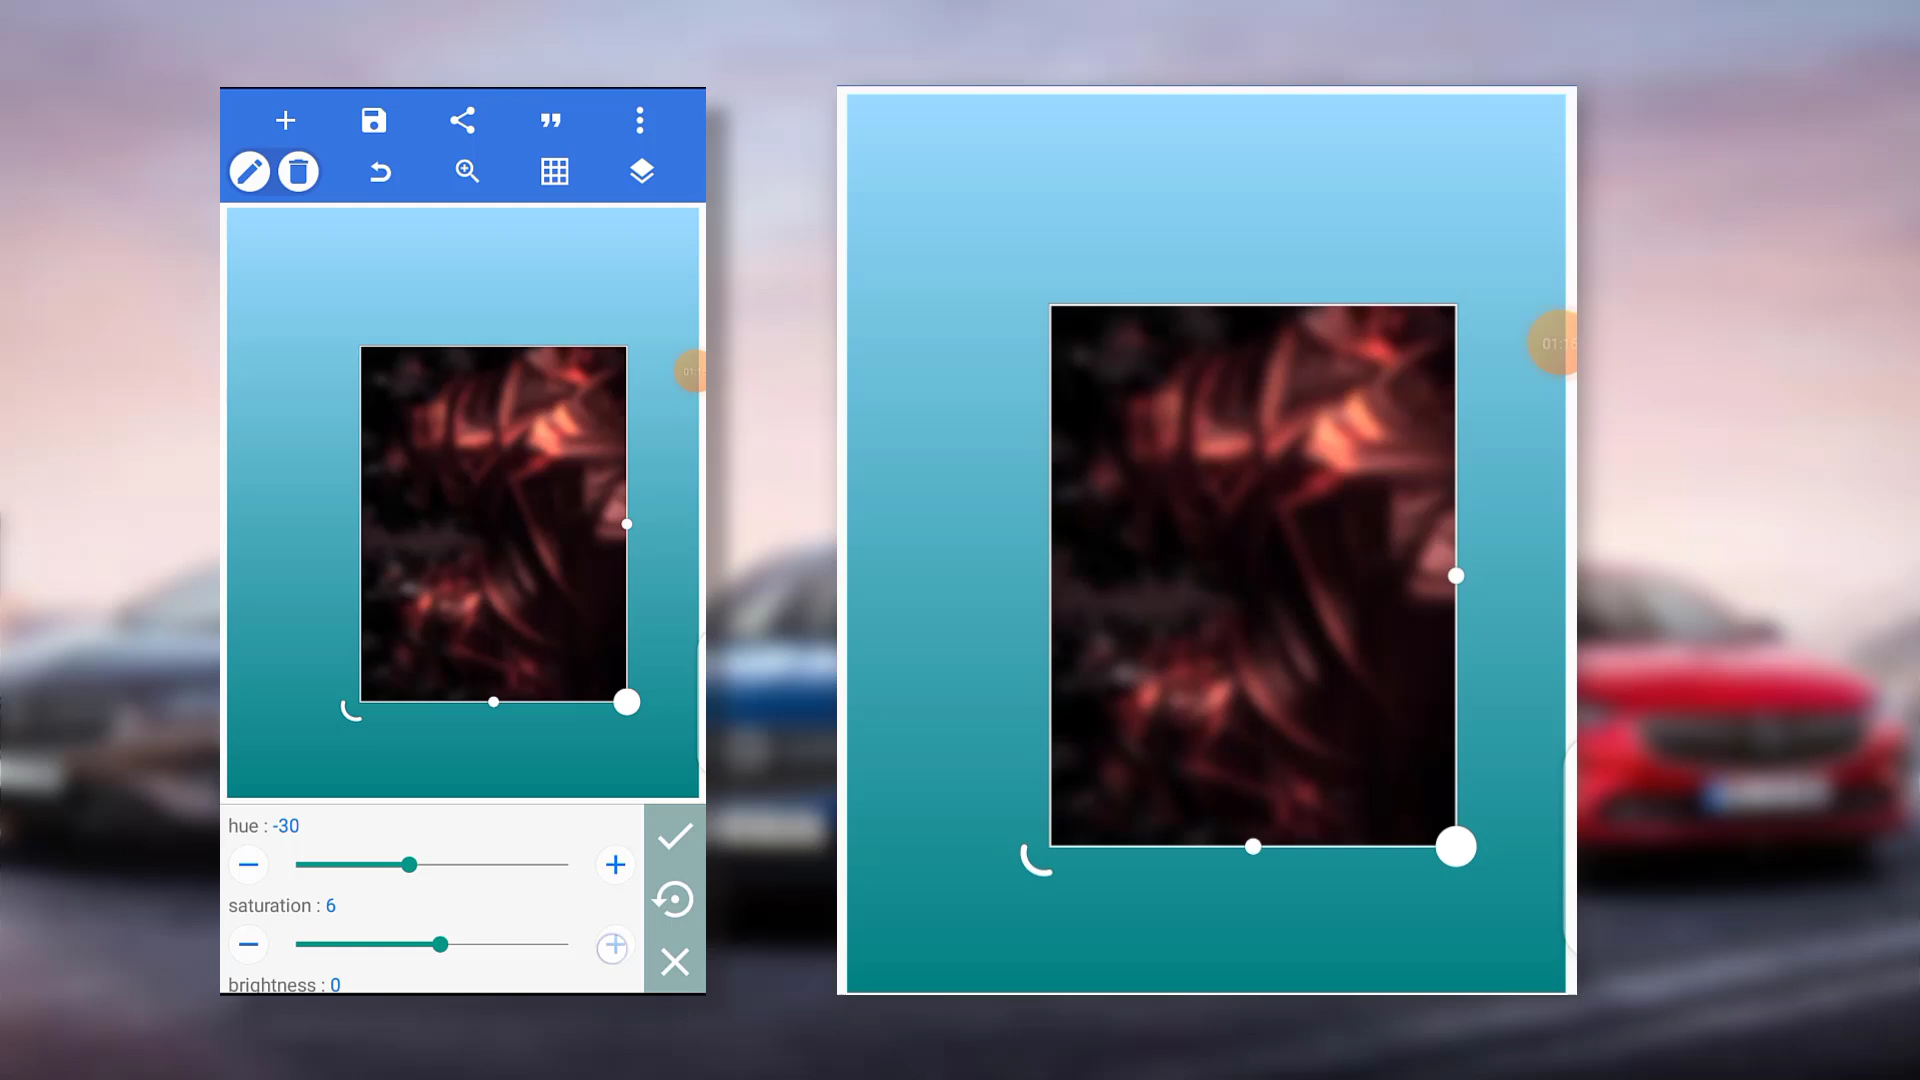 hue : -30
saturation : 6
brightness : 0